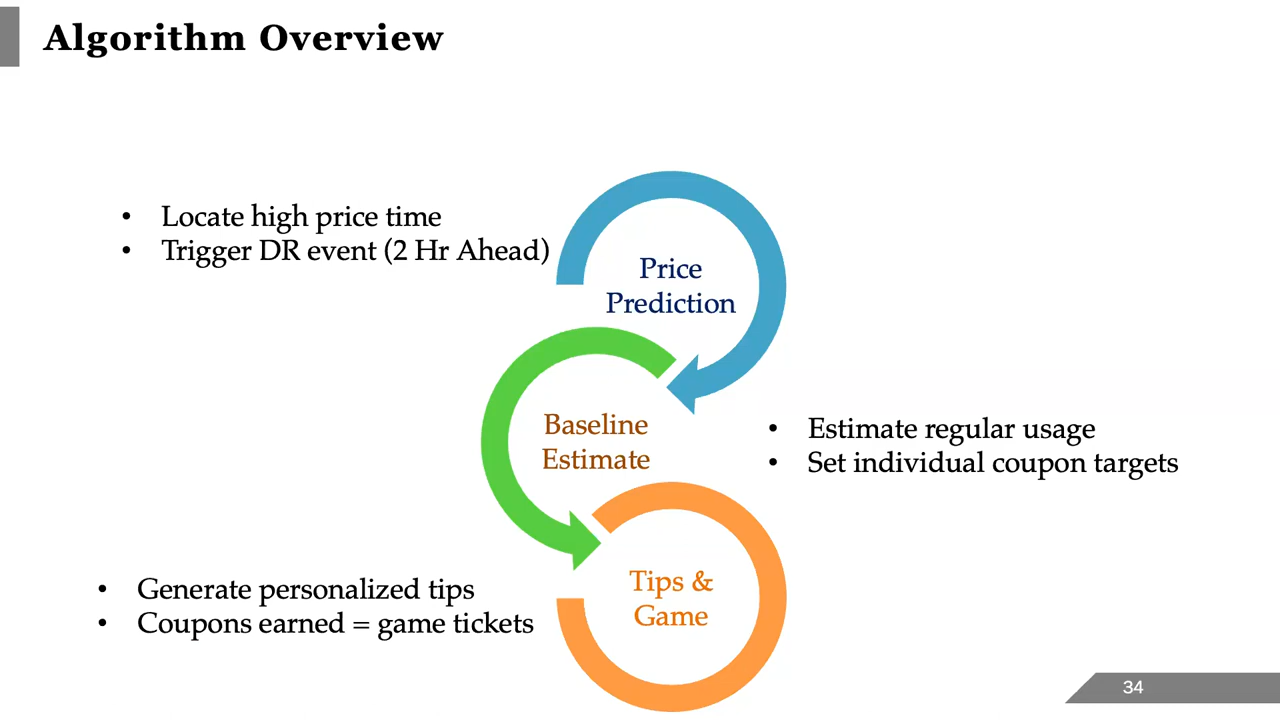 Algorithm Overview
• Locate high price time
• Trigger DR event (2 Hr Ahead)
Price
Prediction
Baseline
Estimate
• Estimate regular usage
• Set individual coupon targets
• Generate personalized tips
• Coupons earned = game tickets
Tips &
Game
34